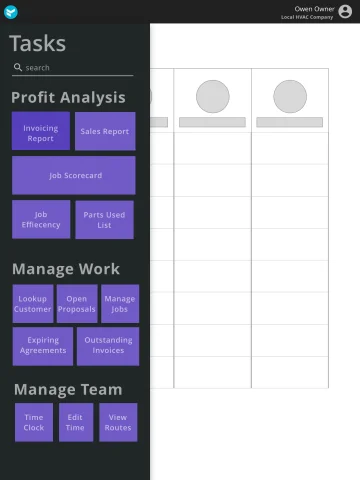 Owen Owner
Local HVAC Company
Tasks
search
Profit Analysis
Invoicing
Report
Sales Report
Job Scorecard
Job
Effiecency
Parts Used
List
Manage Work
Lookup
Customer
Open
Proposals
Manage
Jobs
Expiring
Agreements
Outstanding
Invoices
Manage Team
Time
Clock
Edit
Time
View
Routes